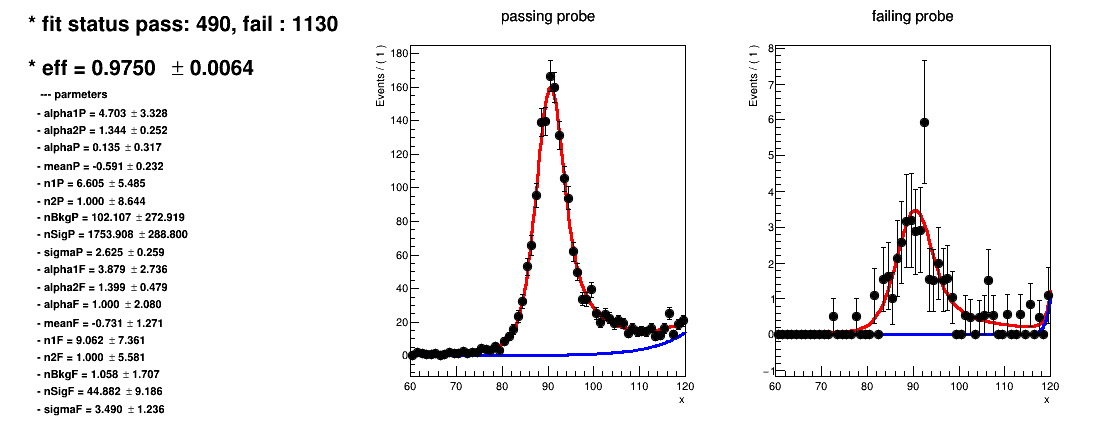 * fit status pass: 490, fail : 1130
* eff = 0.9750 ± 0.0064
--- parmeters
- alpha1P = 4.703 ± 3.328
- alpha2P = 1.344 ± 0.252
- alphaP = 0.135 ± 0.317
- meanP = -0.591 ± 0.232
- n1P = 6.605 ± 5.485
- n2P = 1.000 ± 8.644
- nBkgP = 102.107 ± 272.919
- nSigP = 1753.908 ± 288.800
- sigmaP = 2.625 ± 0.259
- alpha1F = 3.879 ± 2.736
- alpha2F = 1.399 ± 0.479
- alphaF = 1.000 ± 2.080
- meanF = -0.731 ± 1.271
- n1F = 9.062 ± 7.361
- n2F = 1.000 ± 5.581
- nBkgF = 1.058 ± 1.707
- nSigF = 44.882 ± 9.186
- sigmaF = 3.490 ± 1.236
passing probe
Events / ( 1 )
180
160
140
120
100
80
60
40
20
0
60 70 80 90 100 110 120
x
failing probe
Events / ( 1 )
8
7
6
5
4
3
2
1
0
−1
60 70 80 90 100 110 120
x